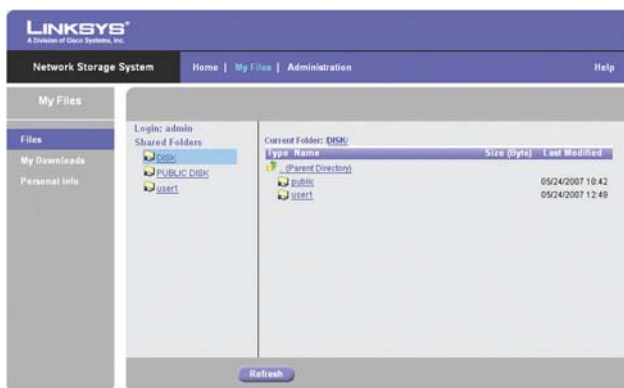 LINKSYS®
A Division of Cisco Systems, Inc.
Network Storage System
Home | My Files | Administration
Help
My Files
Files
My Downloads
Personal Info
Login: admin
Shared Folders
DISK
PUBLIC DISK
user1
Current Folder: DISK/
Type Name Size (Byte) Last Modified
.. (Parent Directory)
public 05/24/2007 10:42
user1 05/24/2007 12:49
Refresh